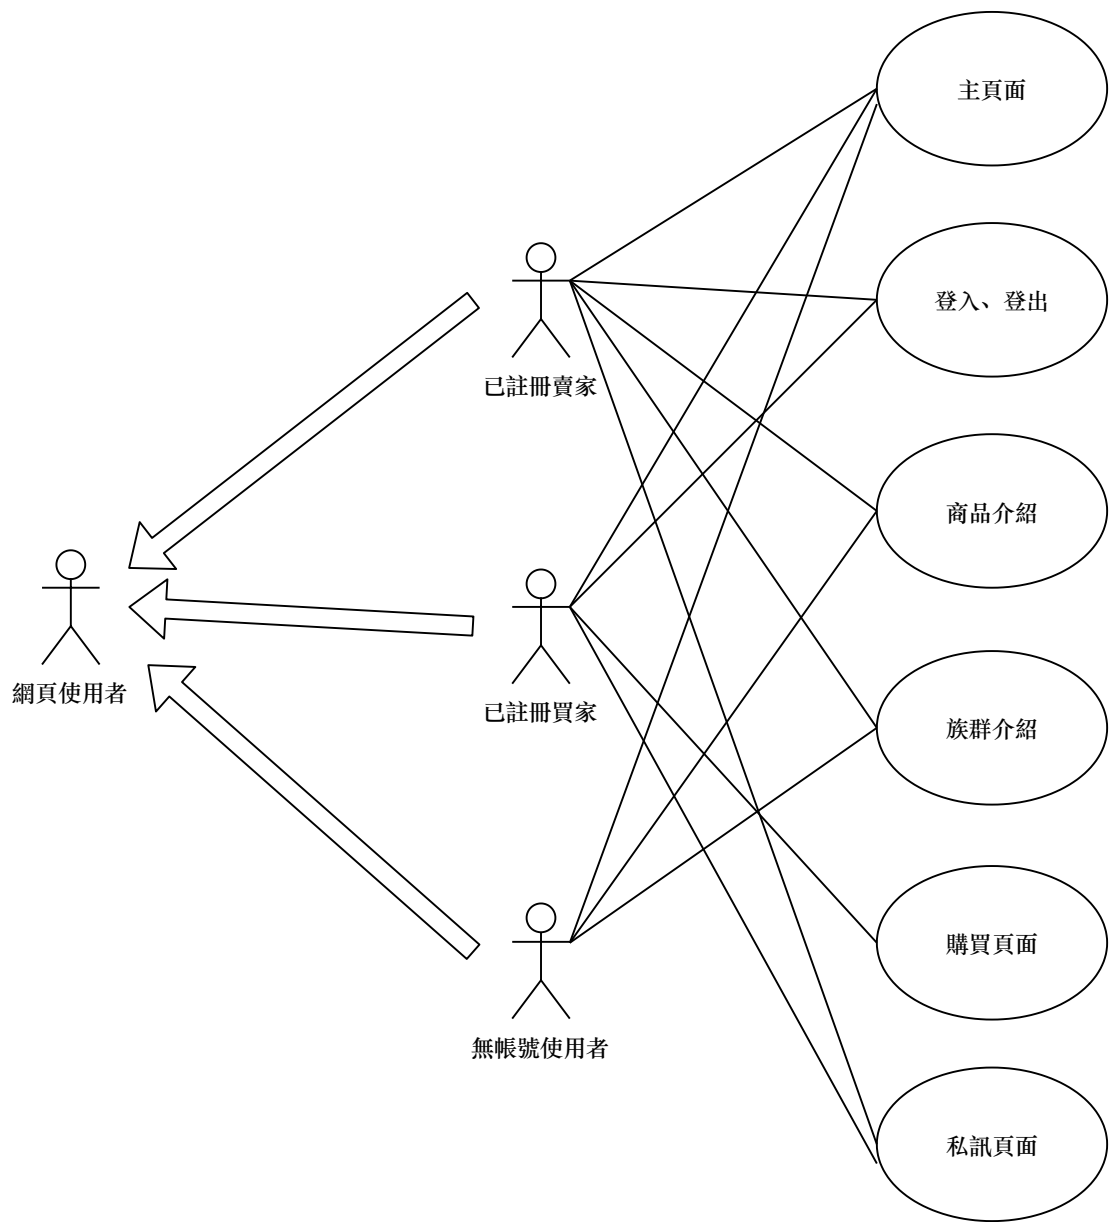 主頁面
登入、登出
已註冊賣家
商品介紹
網頁使用者
已註冊買家
族群介紹
購買頁面
無帳號使用者
私訊頁面